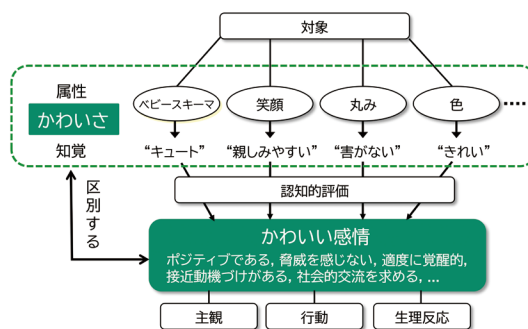 対象
属性
かわいさ
知覚
ベビースキーマ
笑顔
丸み
色
....
“キュート”
“親しみやすい”
“害がない”
“きれい”
区別する
認知的評価
かわいい感情
ポジティブである, 脅威を感じない, 適度に覚醒的,
接近動機づけがある, 社会的交流を求める, ...
主観
行動
生理反応